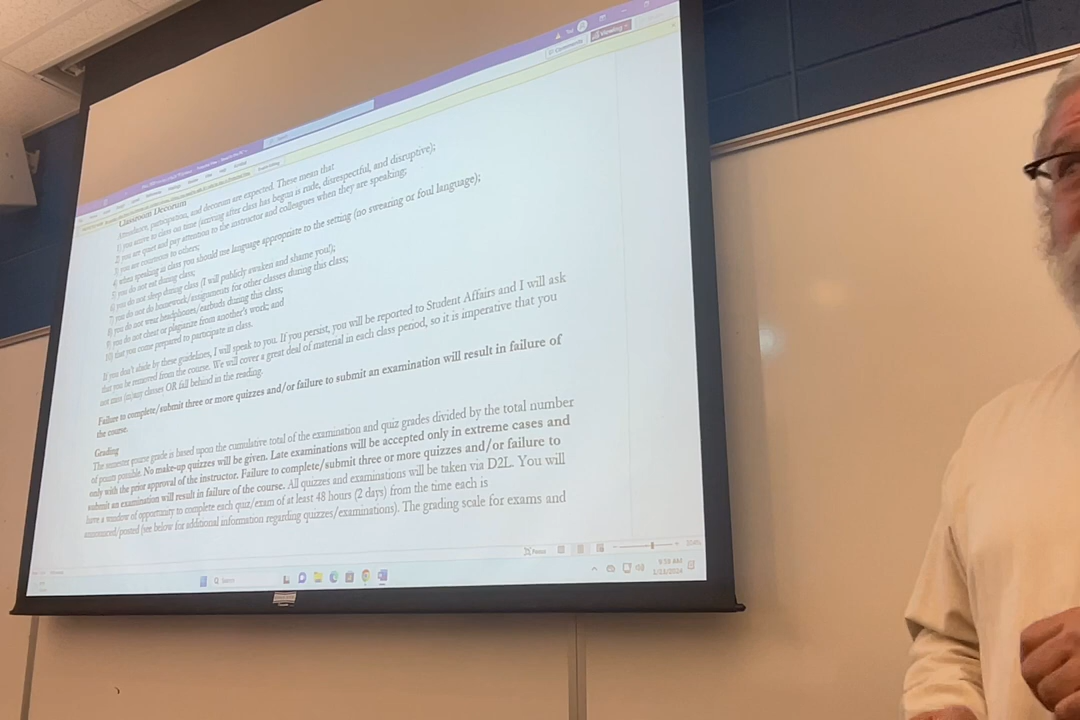 Comments
Viewing
Classroom Decorum
Attendance, participation, and decorum are expected. These mean that
1) you arrive to class on time (arriving after class has begun is rude, disrespectful, and disruptive);
2) you are quiet and pay attention to the instructor and colleagues when they are speaking;
3) you are courteous to others;
4) when speaking in class you should use language appropriate to the setting (no swearing or foul language);
5) you do not eat during class;
6) you do not sleep during class (I will publicly awaken and shame you!);
7) you do not do homework/assignments for other classes during this class;
8) you do not wear headphones/earbuds during this class;
9) you do not cheat or plagiarize from another's work; and
10) that you come prepared to participate in class.
If you don't abide by these guidelines, I will speak to you. If you persist, you will be reported to Student Affairs and I will ask
that you be removed from the course. We will cover a great deal of material in each class period, so it is imperative that you
not miss (m)any classes OR fall behind in the reading.
Failure to complete/submit three or more quizzes and/or failure to submit an examination will result in failure of
the course.
Grading
The semester course grade is based upon the cumulative total of the examination and quiz grades divided by the total number
of points possible. No make-up quizzes will be given. Late examinations will be accepted only in extreme cases and
only with the prior approval of the instructor. Failure to complete/submit three or more quizzes and/or failure to
submit an examination will result in failure of the course. All quizzes and examinations will be taken via D2L. You will
have a window of opportunity to complete each quiz/exam of at least 48 hours (2 days) from the time each is
announced/posted (see below for additional information regarding quizzes/examinations). The grading scale for exams and
Focus
Search